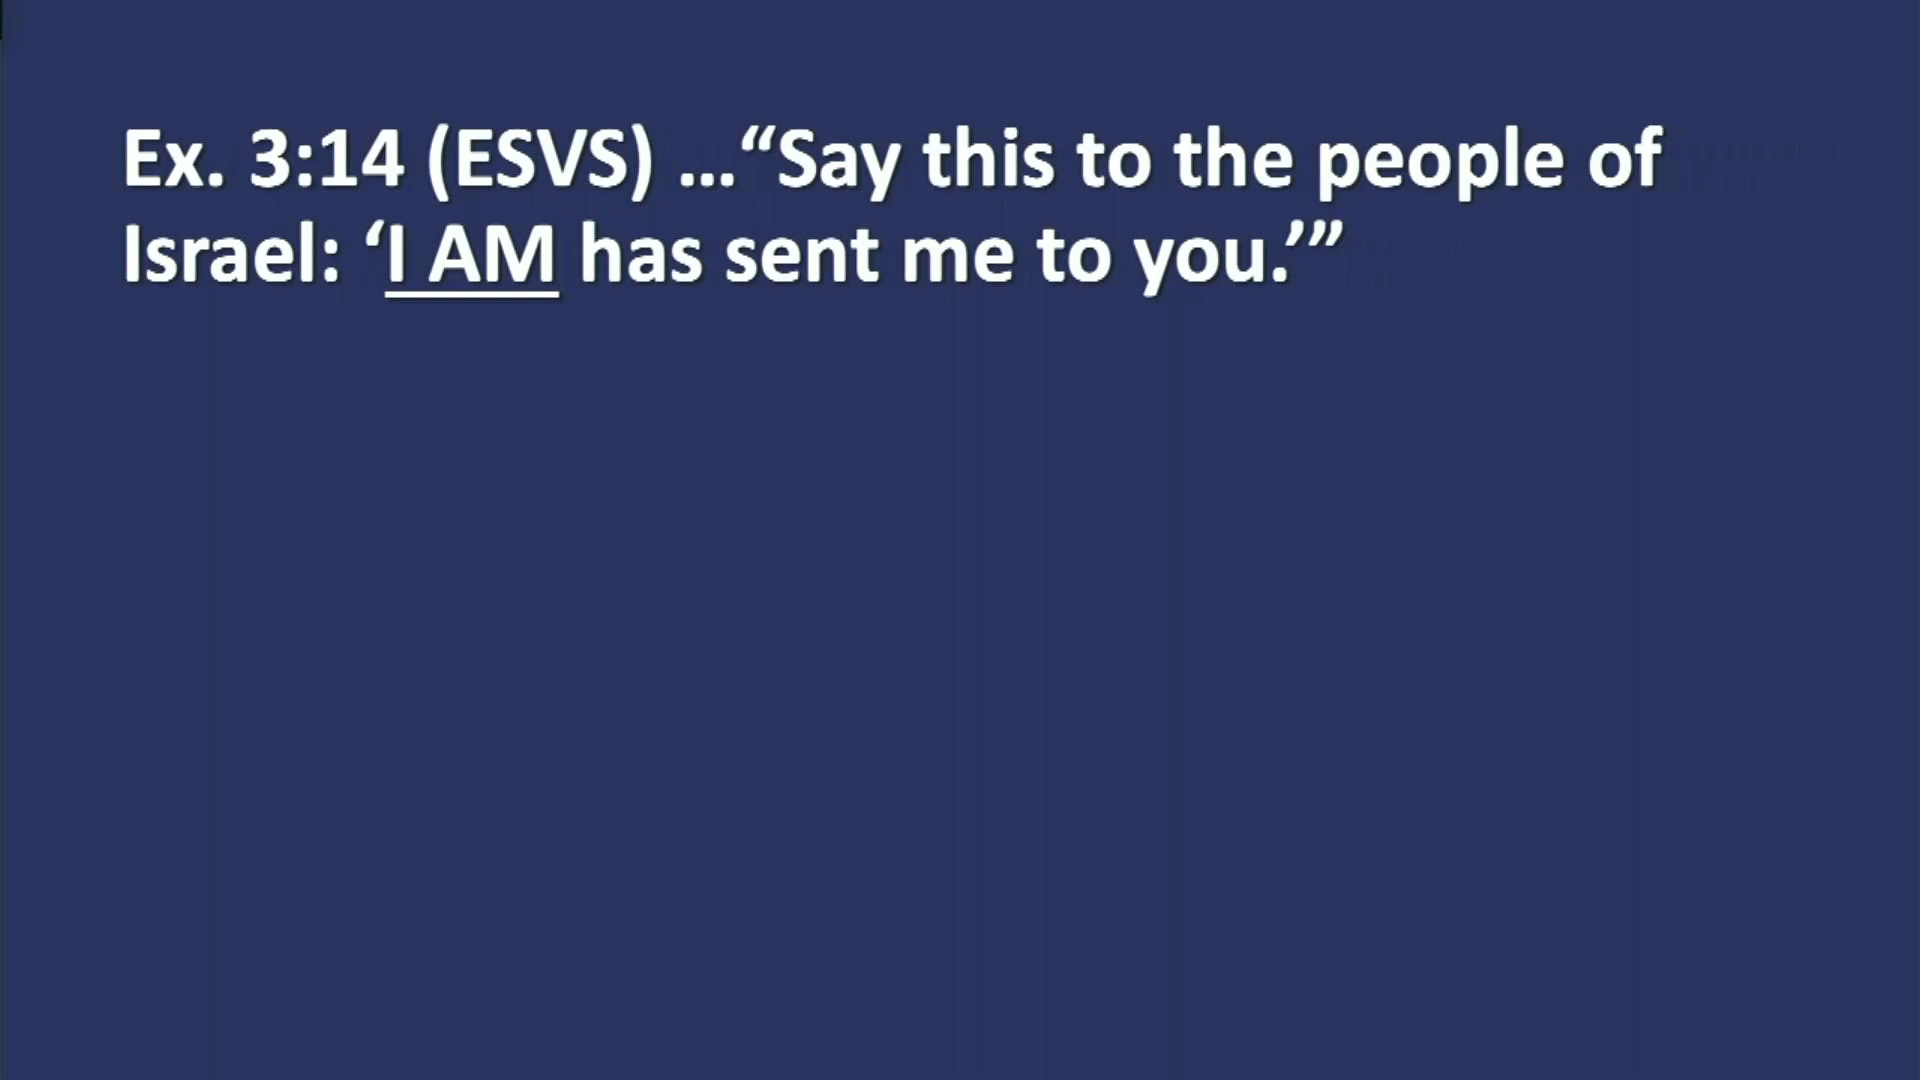 Ex. 3:14 (ESVS) …“Say this to the people of
Israel: ‘I AM has sent me to you.’”